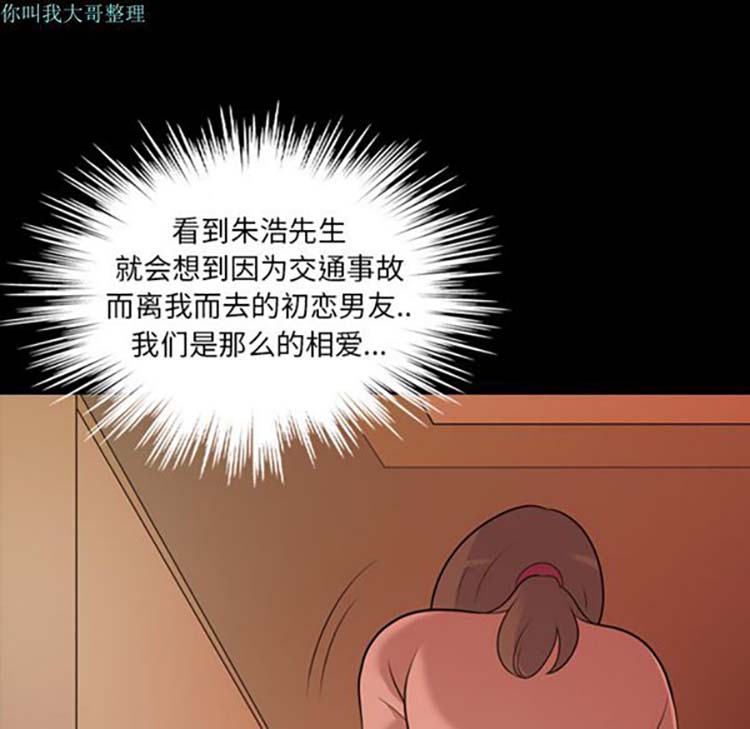 你叫我大哥整理
看到朱浩先生
就会想到因为交通事故
而离我而去的初恋男友..
我们是那么的相爱...